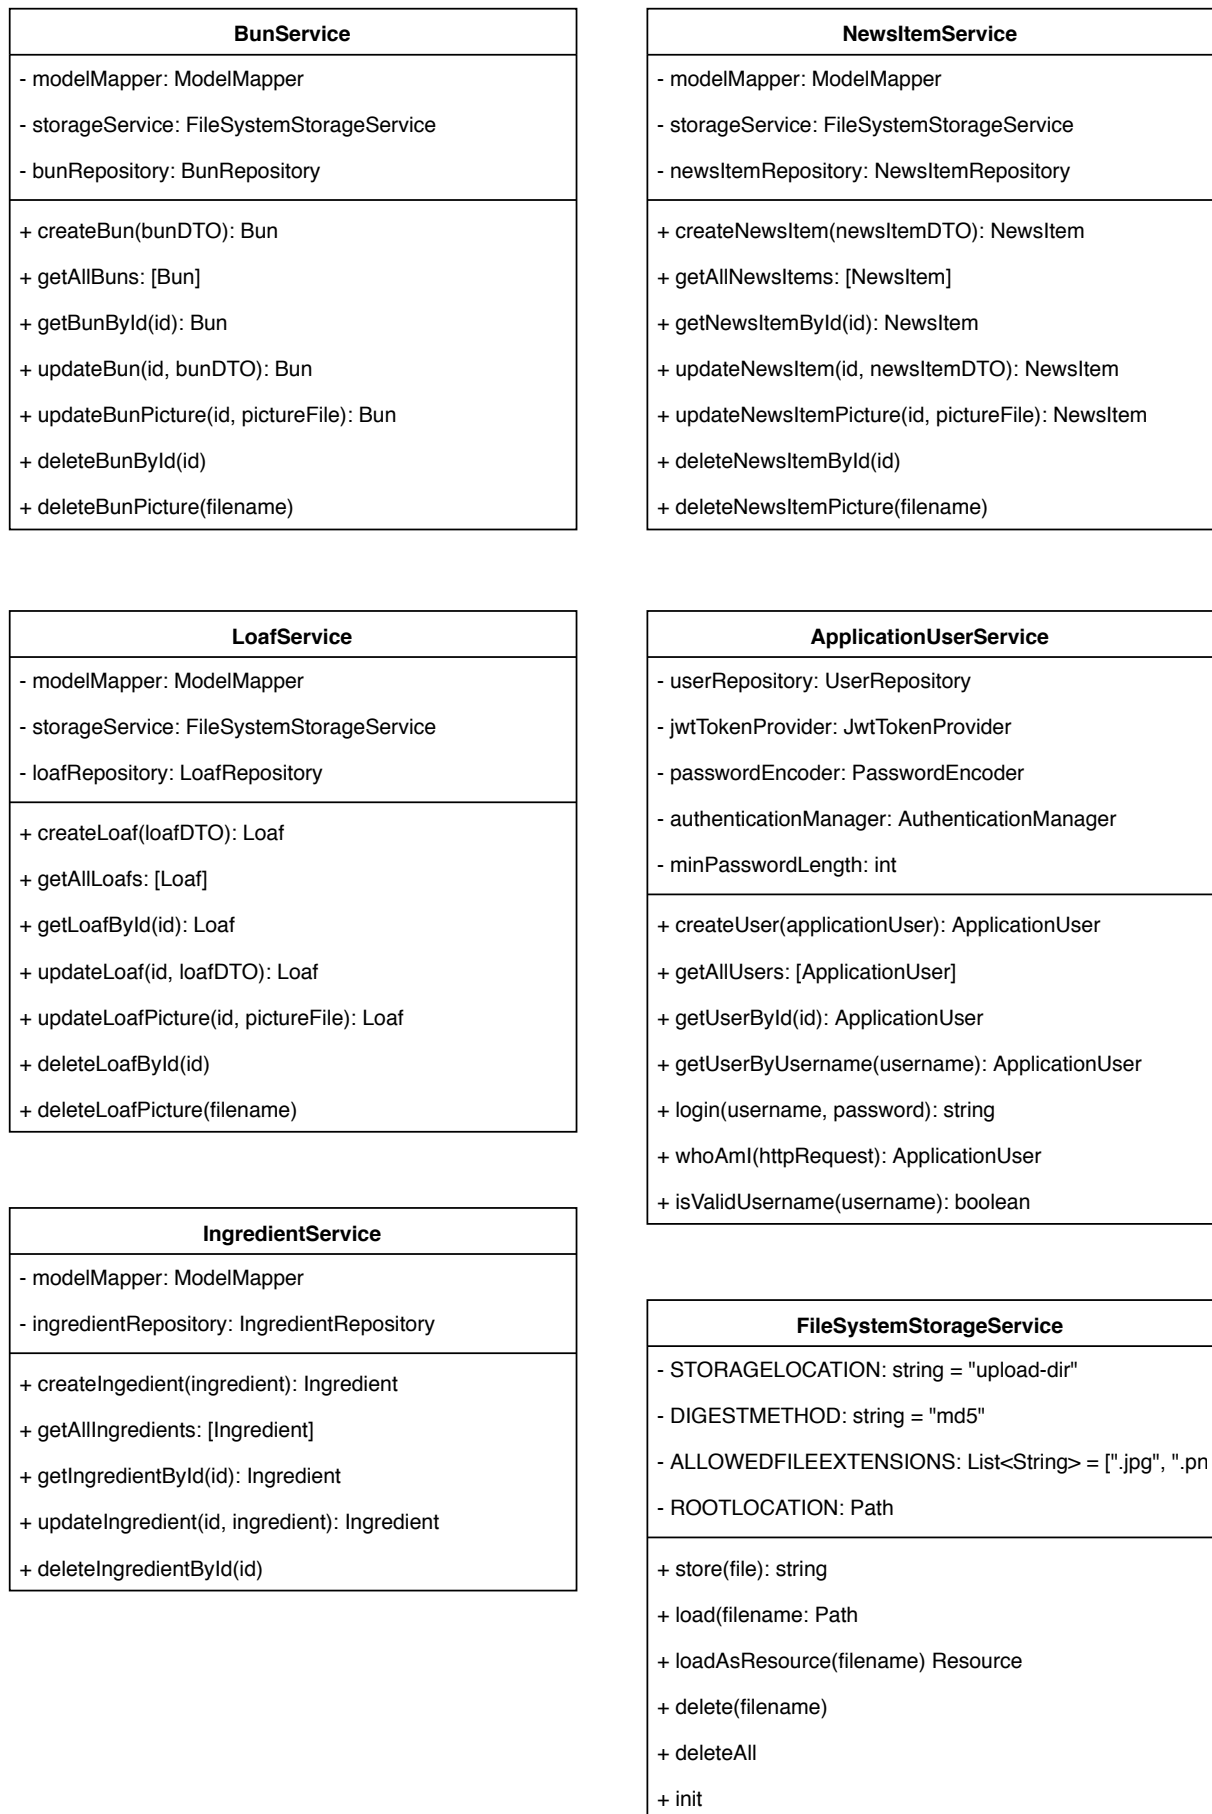 BunService
- modelMapper: ModelMapper
- storageService: FileSystemStorageService
- bunRepository: BunRepository
+ createBun(bunDTO): Bun
+ getAllBuns: [Bun]
+ getBunById(id): Bun
+ updateBun(id, bunDTO): Bun
+ updateBunPicture(id, pictureFile): Bun
+ deleteBunById(id)
+ deleteBunPicture(filename)
NewsItemService
- modelMapper: ModelMapper
- storageService: FileSystemStorageService
- newsItemRepository: NewsItemRepository
+ createNewsItem(newsItemDTO): NewsItem
+ getAllNewsItems: [NewsItem]
+ getNewsItemById(id): NewsItem
+ updateNewsItem(id, newsItemDTO): NewsItem
+ updateNewsItemPicture(id, pictureFile): NewsItem
+ deleteNewsItemById(id)
+ deleteNewsItemPicture(filename)
LoafService
- modelMapper: ModelMapper
- storageService: FileSystemStorageService
- loafRepository: LoafRepository
+ createLoaf(loafDTO): Loaf
+ getAllLoafs: [Loaf]
+ getLoafById(id): Loaf
+ updateLoaf(id, loafDTO): Loaf
+ updateLoafPicture(id, pictureFile): Loaf
+ deleteLoafById(id)
+ deleteLoafPicture(filename)
ApplicationUserService
- userRepository: UserRepository
- jwtTokenProvider: JwtTokenProvider
- passwordEncoder: PasswordEncoder
- authenticationManager: AuthenticationManager
- minPasswordLength: int
+ createUser(applicationUser): ApplicationUser
+ getAllUsers: [ApplicationUser]
+ getUserById(id): ApplicationUser
+ getUserByUsername(username): ApplicationUser
+ login(username, password): string
+ whoAmI(httpRequest): ApplicationUser
+ isValidUsername(username): boolean
IngredientService
- modelMapper: ModelMapper
- ingredientRepository: IngredientRepository
+ createIngedient(ingredient): Ingredient
+ getAllIngredients: [Ingredient]
+ getIngredientById(id): Ingredient
+ updateIngredient(id, ingredient): Ingredient
+ deleteIngredientById(id)
FileSystemStorageService
- STORAGELOCATION: string = "upload-dir"
- DIGESTMETHOD: string = "md5"
- ALLOWEDFILEEXTENSIONS: List<String> = [".jpg", ".pn
- ROOTLOCATION: Path
+ store(file): string
+ load(filename: Path
+ loadAsResource(filename) Resource
+ delete(filename)
+ deleteAll
+ init